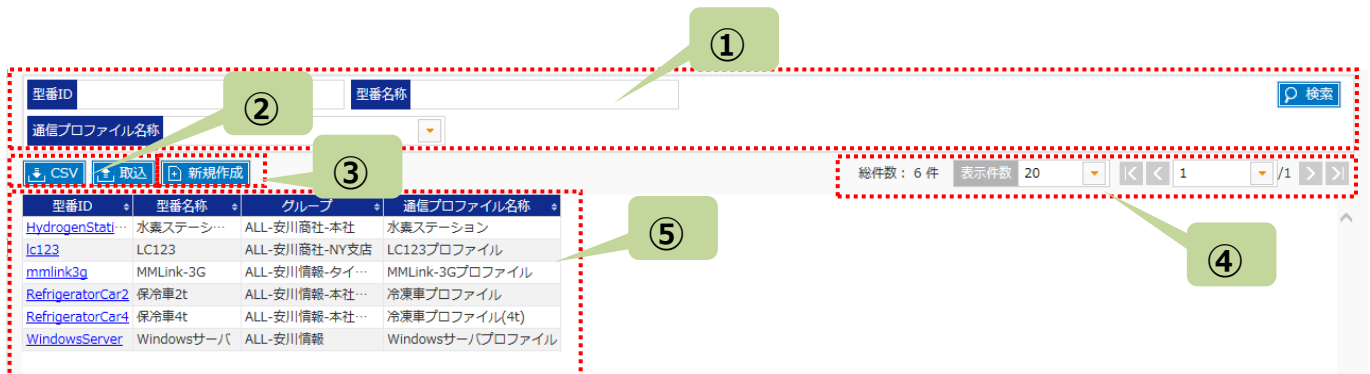 ①
型番ID 型番名称 検索
②
通信プロファイル名称
③
CSV 取込 新規作成 総件数： 6 件 表示件数 20 1 /1
型番ID 型番名称 グループ 通信プロファイル名称
HydrogenStati… 水素ステーシ… ALL-安川商社-本社 水素ステーション
⑤
lc123 LC123 ALL-安川商社-NY支店 LC123プロファイル
④
mmlink3g MMLink-3G ALL-安川情報-タイ… MMLink-3Gプロファイル
RefrigeratorCar2 保冷車2t ALL-安川情報-本社… 冷凍車プロファイル
RefrigeratorCar4 保冷車4t ALL-安川情報-本社… 冷凍車プロファイル(4t)
WindowsServer Windowsサーバ ALL-安川情報 Windowsサーバプロファイル